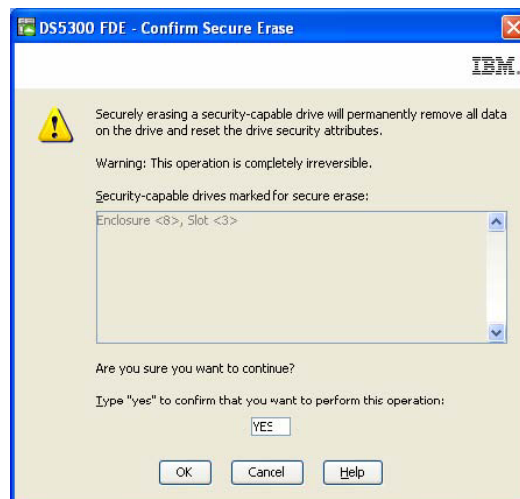 DS5300 FDE - Confirm Secure Erase
IBM.
Securely erasing a security-capable drive will permanently remove all data
on the drive and reset the drive security attributes.
Warning: This operation is completely irreversible.
Security-capable drives marked for secure erase:
Enclosure <8>, Slot <3>
Are you sure you want to continue?
Type "yes" to confirm that you want to perform this operation:
YES
OK Cancel Help